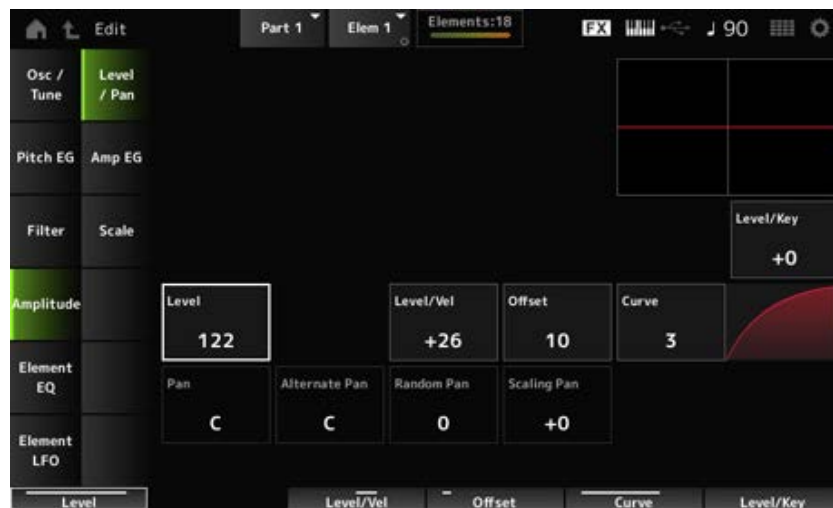 Edit
Part 1
Elem 1
Elements:18
FX
♩ 90
Osc /
Tune
Level
/ Pan
Pitch EG
Amp EG
Filter
Scale
Level/Key
+0
Amplitude
Level
122
Level/Vel
+26
Offset
10
Curve
3
Element
EQ
Pan
C
Alternate Pan
C
Random Pan
0
Scaling Pan
+0
Element
LFO
Level
Level/Vel
Offset
Curve
Level/Key